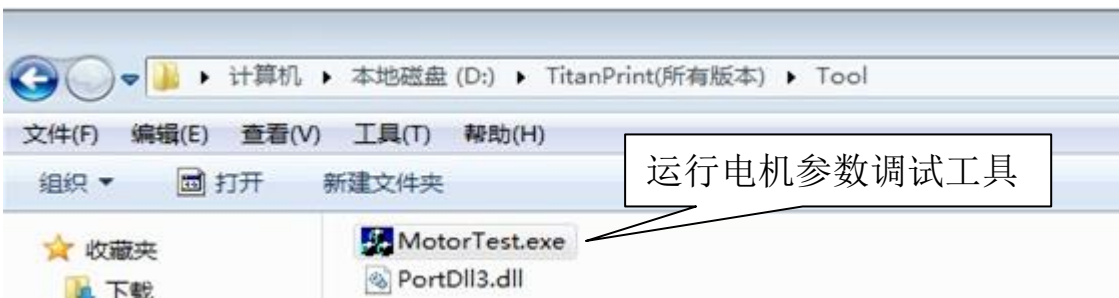 计算机 本地磁盘 (D:) TitanPrint(所有版本) Tool
文件(F) 编辑(E) 查看(V) 工具(T) 帮助(H)
组织 打开 新建文件夹
运行电机参数调试工具
收藏夹
MotorTest.exe
下载
PortDll3.dll